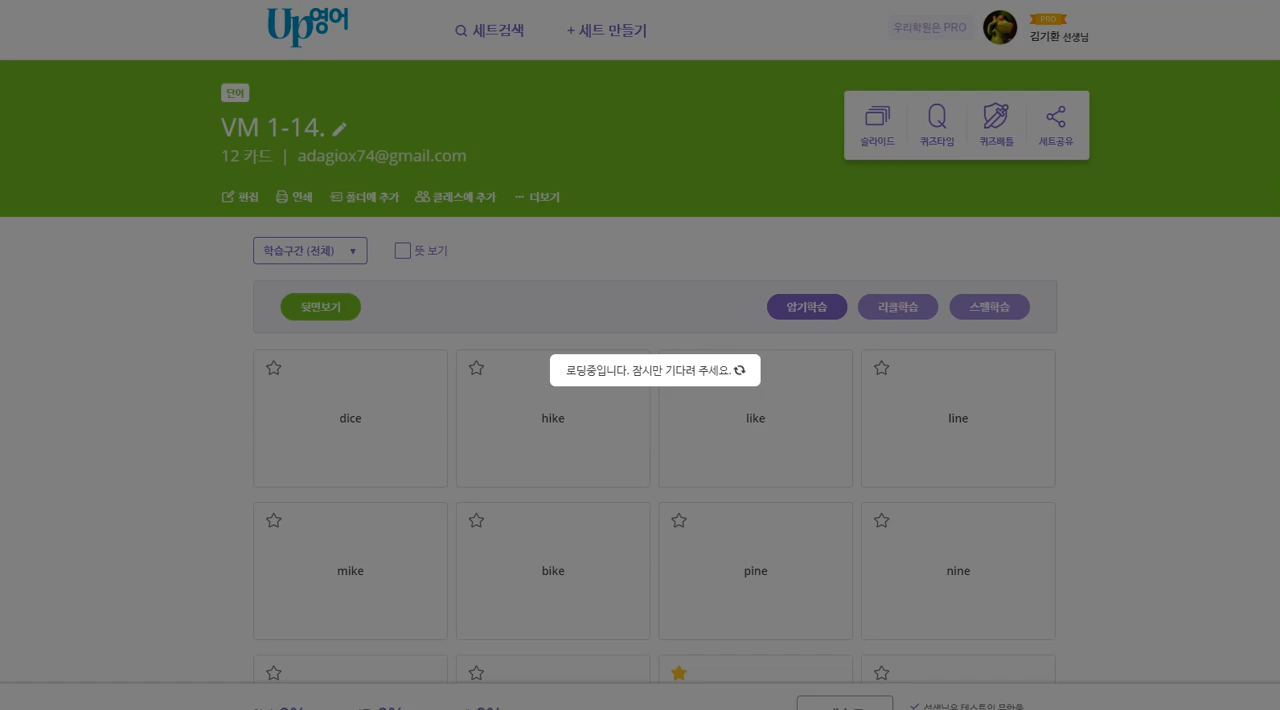 Up영어
세트검색
+ 세트 만들기
우리학원은 PRO
PRO
김기환 선생님
단어
VM 1-14.
12 카드 | adagiox74@gmail.com
슬라이드
퀴즈타임
퀴즈배틀
세트공유
편집
인쇄
폴더에 추가
클래스에 추가
더보기
학습구간 (전체) ▼
뜻 보기
뒷면보기
암기학습
리콜학습
스펠학습
로딩중입니다. 잠시만 기다려 주세요.
dice
hike
like
line
mike
bike
pine
nine